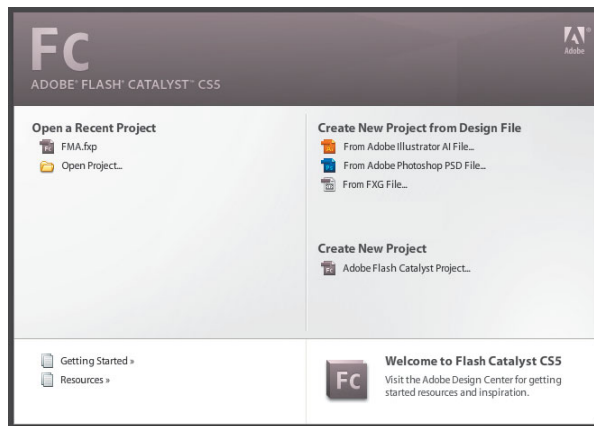 Fc
Adobe
ADOBE® FLASH® CATALYST™ CS5
Open a Recent Project
FMA.fxp
Open Project...
Create New Project from Design File
From Adobe Illustrator AI File...
From Adobe Photoshop PSD File...
From FXG File...
Create New Project
Adobe Flash Catalyst Project...
Getting Started »
Resources »
Fc
Welcome to Flash Catalyst CS5
Visit the Adobe Design Center for getting
started resources and inspiration.